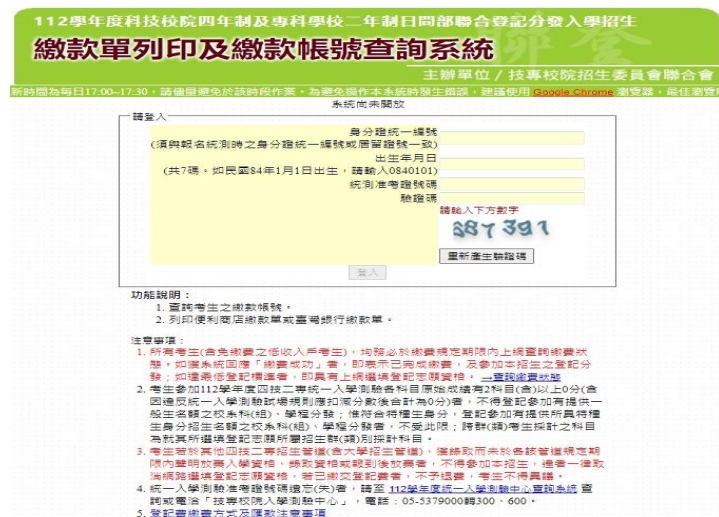 112學年度科技校院四年制及專科學校二年制日間部聯合登記分發入學招生
繳款單列印及繳款帳號查詢系統
主辦單位 / 技專校院招生委員會聯合會
新時間為每日17:00~17:30，請儘量避免於該時段作業。為避免操作本系統時發生錯誤，建議使用 Google Chrome 瀏覽器，最佳瀏覽
系統尚未開放
請登入
身分證統一編號
(須與報名統測時之身分證統一編號或居留證號一致)
出生年月日
(共7碼。如民國84年1月1日出生，請輸入0840101)
統測准考證號碼
驗證碼
請輸入下方數字
687391
重新產生驗證碼
登入
功能說明：
1. 查詢考生之繳款帳號。
2. 列印便利商店繳款單或臺灣銀行繳款單。
注意事項：
1. 所有考生(含免繳費之低收入戶考生)，均務必於繳費規定期限內上網查詢繳費狀
態。如獲系統回應「繳費成功」者，即表示已完成繳費，及參加本招生之登記分
發；如達最低登記標準者，即具有上網選填登記志願資格。 →查詢繳費狀態
2. 考生參加112學年度四技二專統一入學測驗各科目原始成績有2科目(含)以上0分(含
因違反統一入學測驗試場規則應扣減分數後合計為0分)者，不得登記參加有提供一
般生名額之校系科(組)、學程分發；惟符合特種生身分，登記參加有提供所具特種
生身分招生名額之校系科(組)、學程分發者，不受此限；跨群(類)考生採計之科目
為就其所選填登記志願所屬招生群(類)別採計科目。
3. 考生若於其他四技二專招生管道(含大學招生管道)，獲錄取而未於各該管道規定期
限內聲明放棄入學資格、錄取資格或報到後放棄者，不得參加本招生，違者一律取
消網路選填登記志願資格，若已繳交登記費者，不予退費，考生不得異議。
4. 統一入學測驗准考證號碼遺忘(失)者，請至 112學年度統一入學測驗中心查詢系統 查
詢或電洽「技專校院入學測驗中心」，電話：05-5379000轉300、600。
5. 登記費繳費方式及匯款注意事項